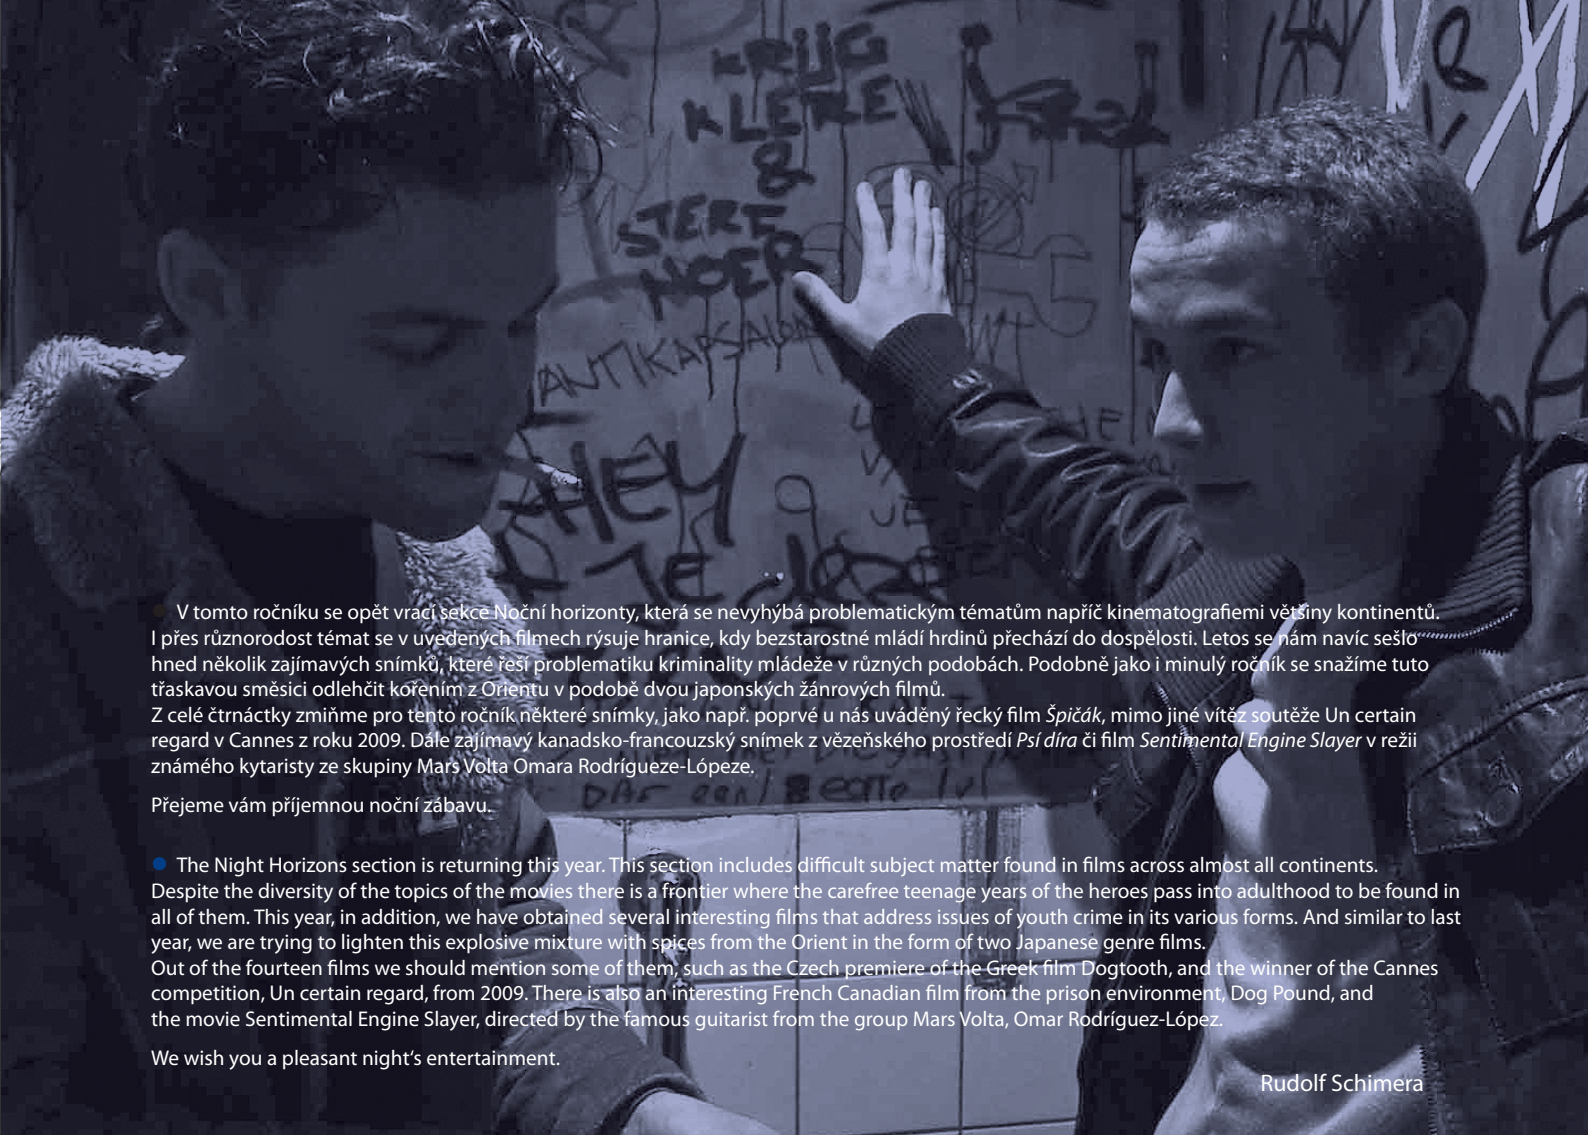 KRIJG
KLERE
&
STERE
MOER
ANTIKAPSALON
HEY
JE
V tomto ročníku se opět vrací sekce Noční horizonty, která se nevyhýbá problematickým tématům napříč kinematografiemi většiny kontinentů.
I přes různorodost témat se v uvedených filmech rýsuje hranice, kdy bezstarostné mládí hrdinů přechází do dospělosti. Letos se nám navíc sešlo
hned několik zajímavých snímků, které řeší problematiku kriminality mládeže v různých podobách. Podobně jako i minulý ročník se snažíme tuto
třaskavou směsici odlehčit kořením z Orientu v podobě dvou japonských žánrových filmů.
Z celé čtrnáctky zmiňme pro tento ročník některé snímky, jako např. poprvé u nás uváděný řecký film Špičák, mimo jiné vítěz soutěže Un certain
regard v Cannes z roku 2009. Dále zajímavý kanadsko-francouzský snímek z vězeňského prostředí Psí díra či film Sentimental Engine Slayer v režii
známého kytaristy ze skupiny Mars Volta Omara Rodrígueze-Lópeze.
Přejeme vám příjemnou noční zábavu.
The Night Horizons section is returning this year. This section includes difficult subject matter found in films across almost all continents.
Despite the diversity of the topics of the movies there is a frontier where the carefree teenage years of the heroes pass into adulthood to be found in
all of them. This year, in addition, we have obtained several interesting films that address issues of youth crime in its various forms. And similar to last
year, we are trying to lighten this explosive mixture with spices from the Orient in the form of two Japanese genre films.
Out of the fourteen films we should mention some of them, such as the Czech premiere of the Greek film Dogtooth, and the winner of the Cannes
competition, Un certain regard, from 2009. There is also an interesting French Canadian film from the prison environment, Dog Pound, and
the movie Sentimental Engine Slayer, directed by the famous guitarist from the group Mars Volta, Omar Rodríguez-López.
We wish you a pleasant night‘s entertainment.
Rudolf Schimera